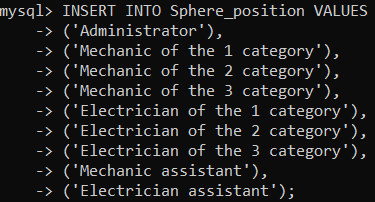 mysql> INSERT INTO Sphere_position VALUES
-> ('Administrator'),
-> ('Mechanic of the 1 category'),
-> ('Mechanic of the 2 category'),
-> ('Mechanic of the 3 category'),
-> ('Electrician of the 1 category'),
-> ('Electrician of the 2 category'),
-> ('Electrician of the 3 category'),
-> ('Mechanic assistant'),
-> ('Electrician assistant');